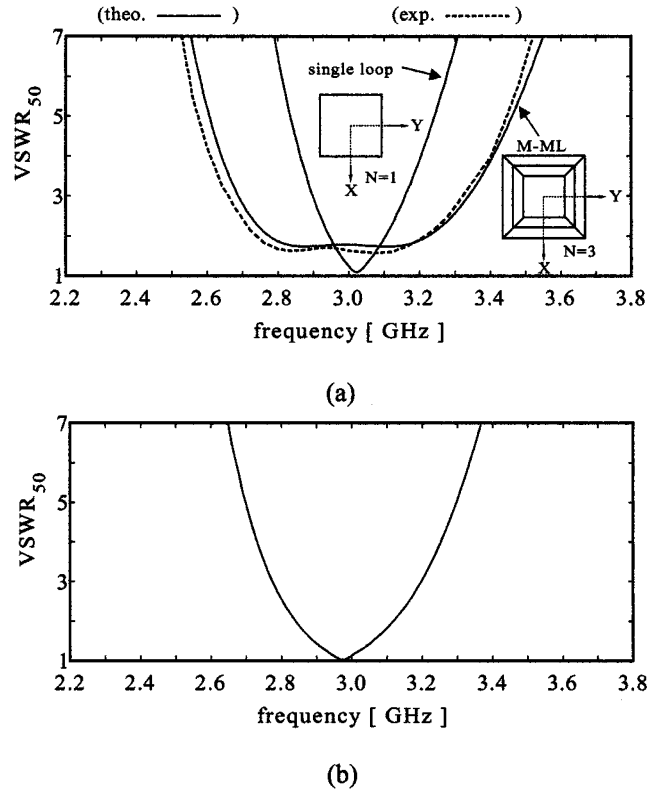 (theo. ——— ) (exp. -------- )
7
5
3
1
VSWR50
single loop
Y
X
N=1
M-ML
Y
X
N=3
2.2 2.4 2.6 2.8 3.0 3.2 3.4 3.6 3.8
frequency [ GHz ]
(a)
7
5
3
1
VSWR50
2.2 2.4 2.6 2.8 3.0 3.2 3.4 3.6 3.8
frequency [ GHz ]
(b)